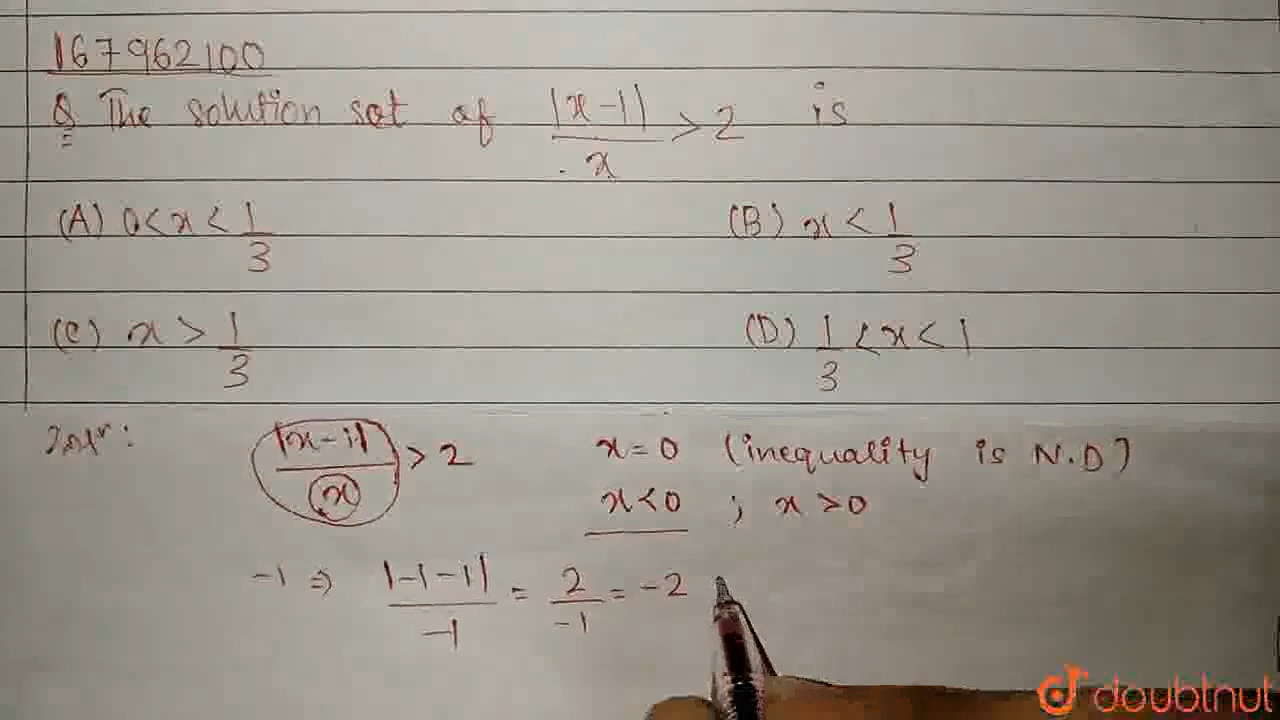 167962100
Q The solution set of |x-1|/x > 2 is
(A) 0<x<1/3 (B) x<1/3
(C) x>1/3 (D) 1/3<x<1
Solⁿ: |x-1|/x > 2 x=0 (inequality is N.D)
x<0 ; x>0
-1 ⇒ |-1-1|/-1 = 2/-1 = -2
doubtnut